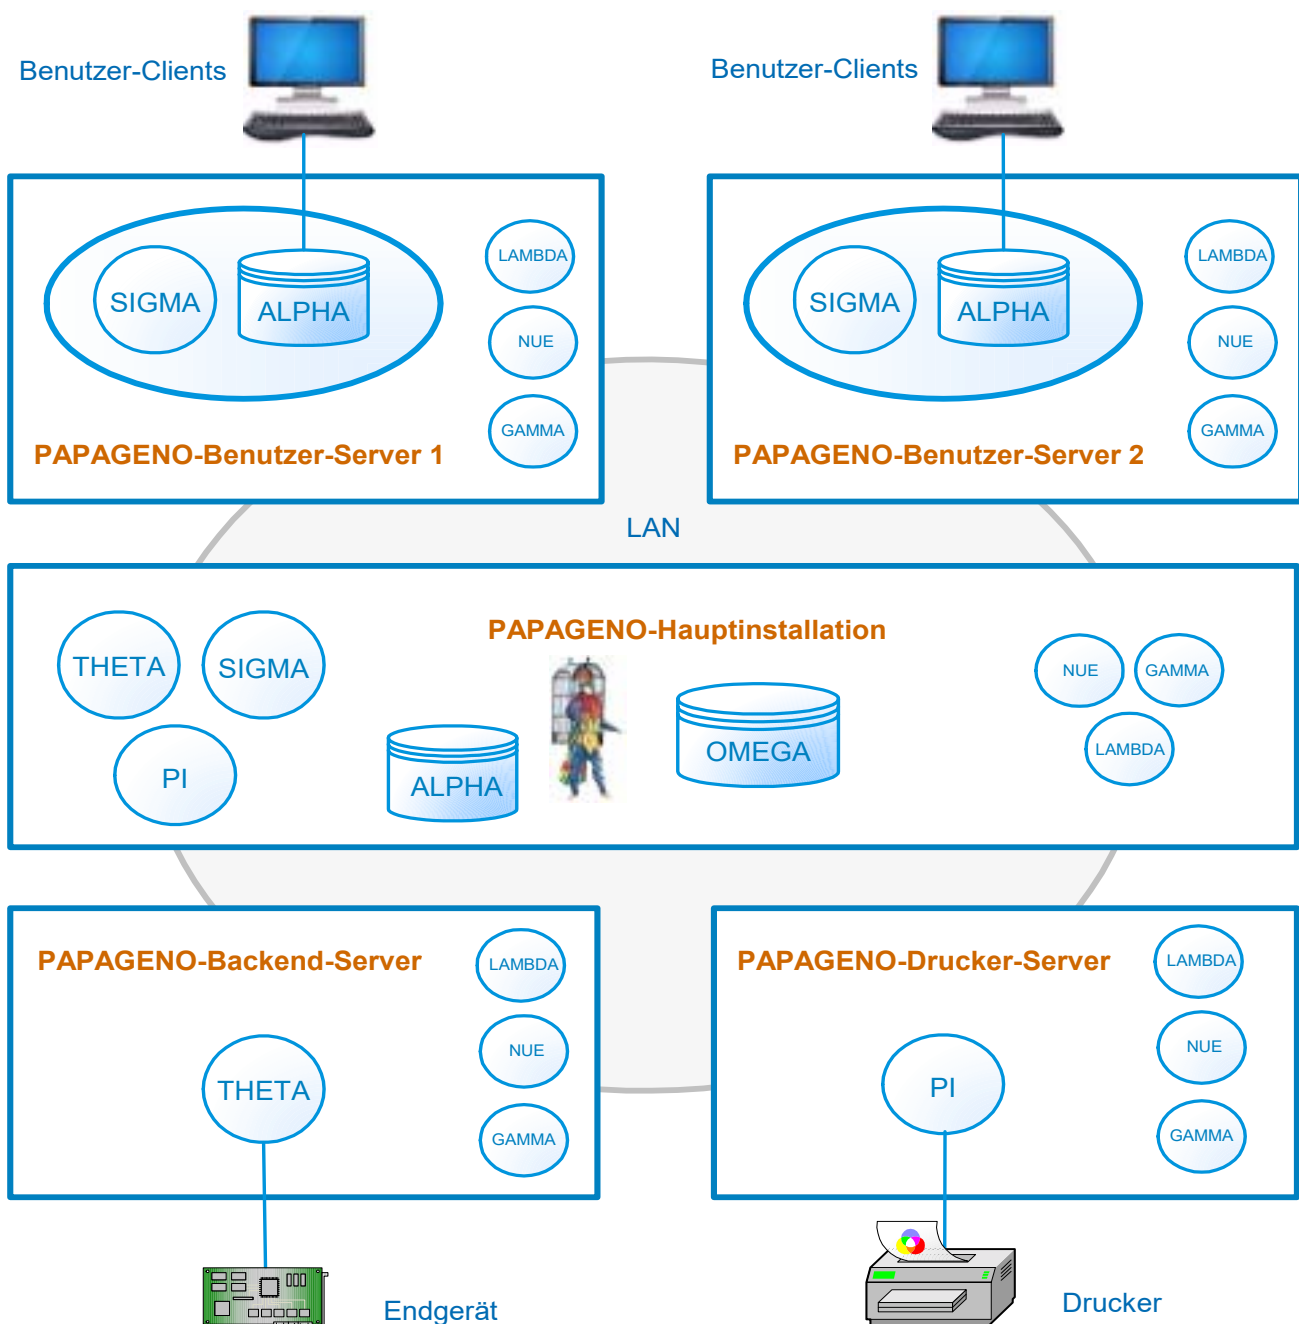 Benutzer-Clients
Benutzer-Clients
LAMBDA
SIGMA
ALPHA
NUE
GAMMA
PAPAGENO-Benutzer-Server 1
LAMBDA
SIGMA
ALPHA
NUE
GAMMA
PAPAGENO-Benutzer-Server 2
LAN
PAPAGENO-Hauptinstallation
THETA
SIGMA
PI
ALPHA
OMEGA
NUE
GAMMA
LAMBDA
PAPAGENO-Backend-Server
LAMBDA
NUE
THETA
GAMMA
PAPAGENO-Drucker-Server
LAMBDA
NUE
PI
GAMMA
Endgerät
Drucker